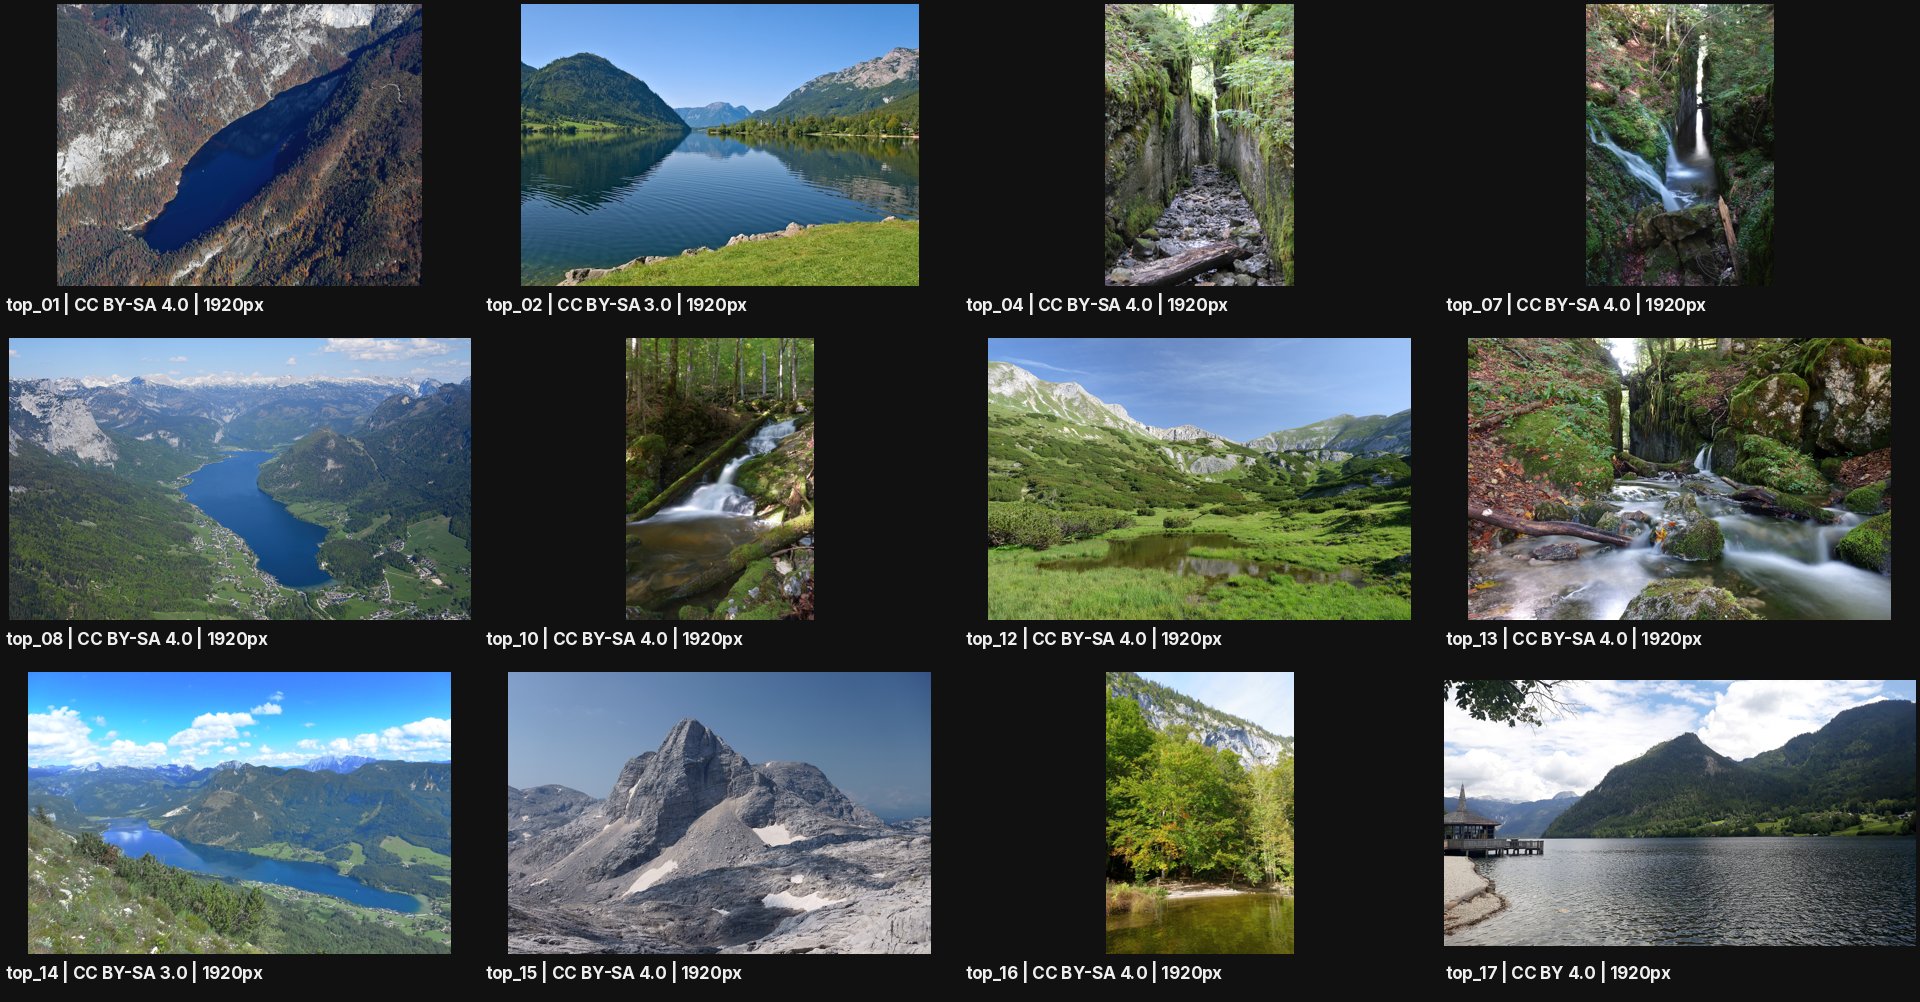 top_01 | CC BY-SA 4.0 | 1920px
top_02 | CC BY-SA 3.0 | 1920px
top_04 | CC BY-SA 4.0 | 1920px
top_07 | CC BY-SA 4.0 | 1920px
top_08 | CC BY-SA 4.0 | 1920px
top_10 | CC BY-SA 4.0 | 1920px
top_12 | CC BY-SA 4.0 | 1920px
top_13 | CC BY-SA 4.0 | 1920px
top_14 | CC BY-SA 3.0 | 1920px
top_15 | CC BY-SA 4.0 | 1920px
top_16 | CC BY-SA 4.0 | 1920px
top_17 | CC BY 4.0 | 1920px